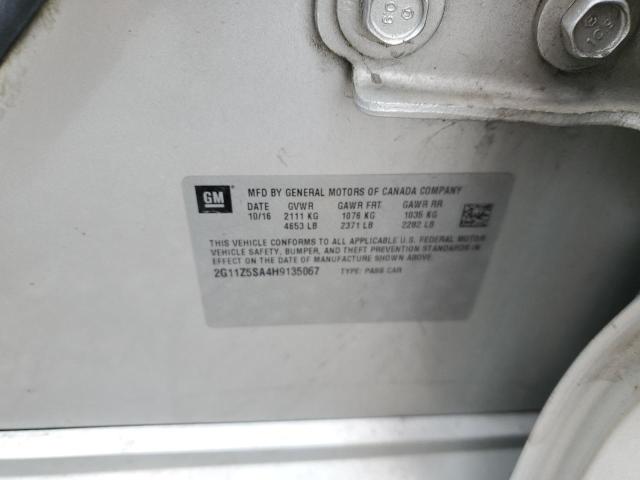 GM
MFD BY GENERAL MOTORS OF CANADA COMPANY
DATE GVWR GAWR FRT GAWR RR
10/16 2111 KG 1076 KG 1035 KG
4653 LB 2371 LB 2282 LB
THIS VEHICLE CONFORMS TO ALL APPLICABLE U.S. FEDERAL MOTOR
VEHICLE SAFETY, BUMPER, AND THEFT PREVENTION STANDARDS IN
EFFECT ON THE DATE OF MANUFACTURE SHOWN ABOVE.
2G11Z5SA4H9135067 TYPE: PASS CAR